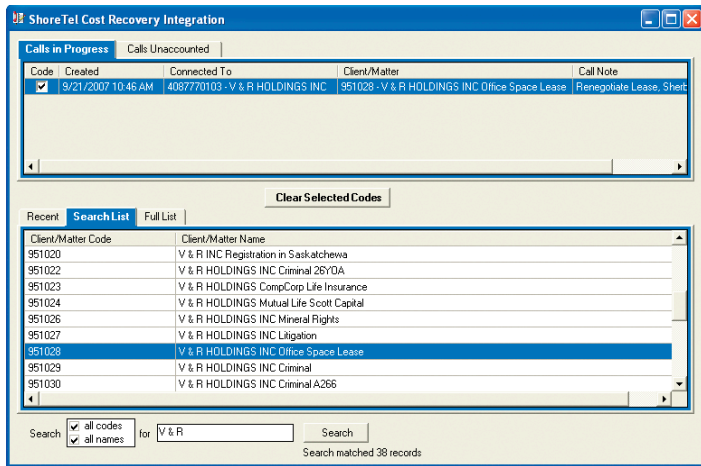 ShoreTel Cost Recovery Integration
Calls in Progress Calls Unaccounted
Code Created Connected To Client/Matter Call Note
9/21/2007 10:46 AM 4087770103 - V & R HOLDINGS INC 951028 - V & R HOLDINGS INC Office Space Lease Renegotiate Lease, Sherb
Clear Selected Codes
Recent Search List Full List
Client/Matter Code Client/Matter Name
951020 V & R INC Registration in Saskatchewa
951022 V & R HOLDINGS INC Criminal 26Y0A
951023 V & R HOLDINGS CompCorp Life Insurance
951024 V & R HOLDINGS Mutual Life Scott Capital
951026 V & R HOLDINGS INC Mineral Rights
951027 V & R HOLDINGS INC Litigation
951028 V & R HOLDINGS INC Office Space Lease
951029 V & R HOLDINGS INC Criminal
951030 V & R HOLDINGS INC Criminal A266
Search all codes all names for V & R Search
Search matched 38 records